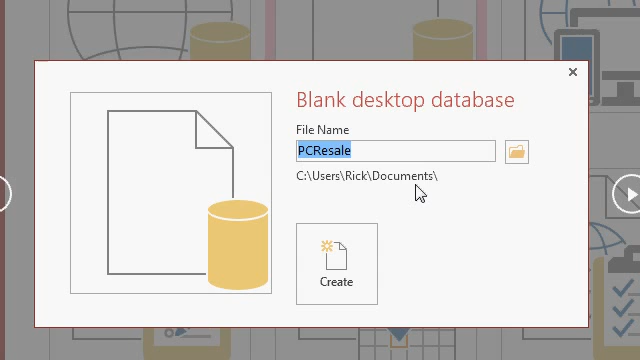 Blank desktop database
File Name
PCResale
C:\Users\Rick\Documents\
Create